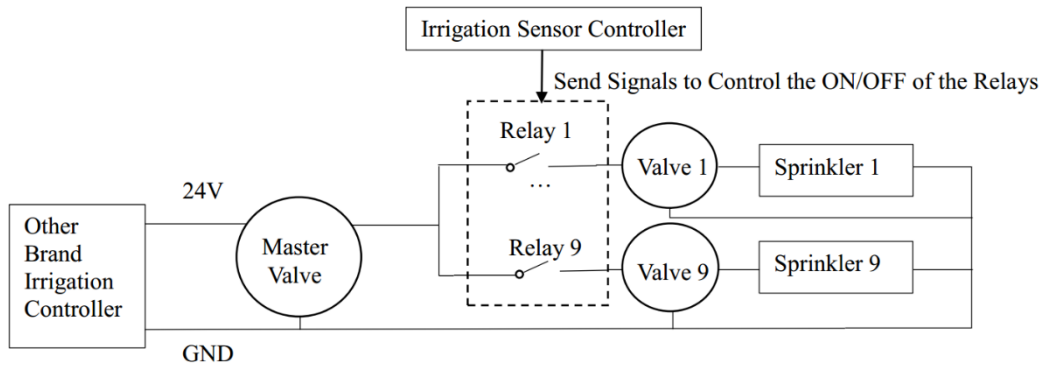 Irrigation Sensor Controller
Send Signals to Control the ON/OFF of the Relays
Relay 1
...
Valve 1
Sprinkler 1
24V
Other
Brand
Irrigation
Controller
Master
Valve
Relay 9
Valve 9
Sprinkler 9
GND